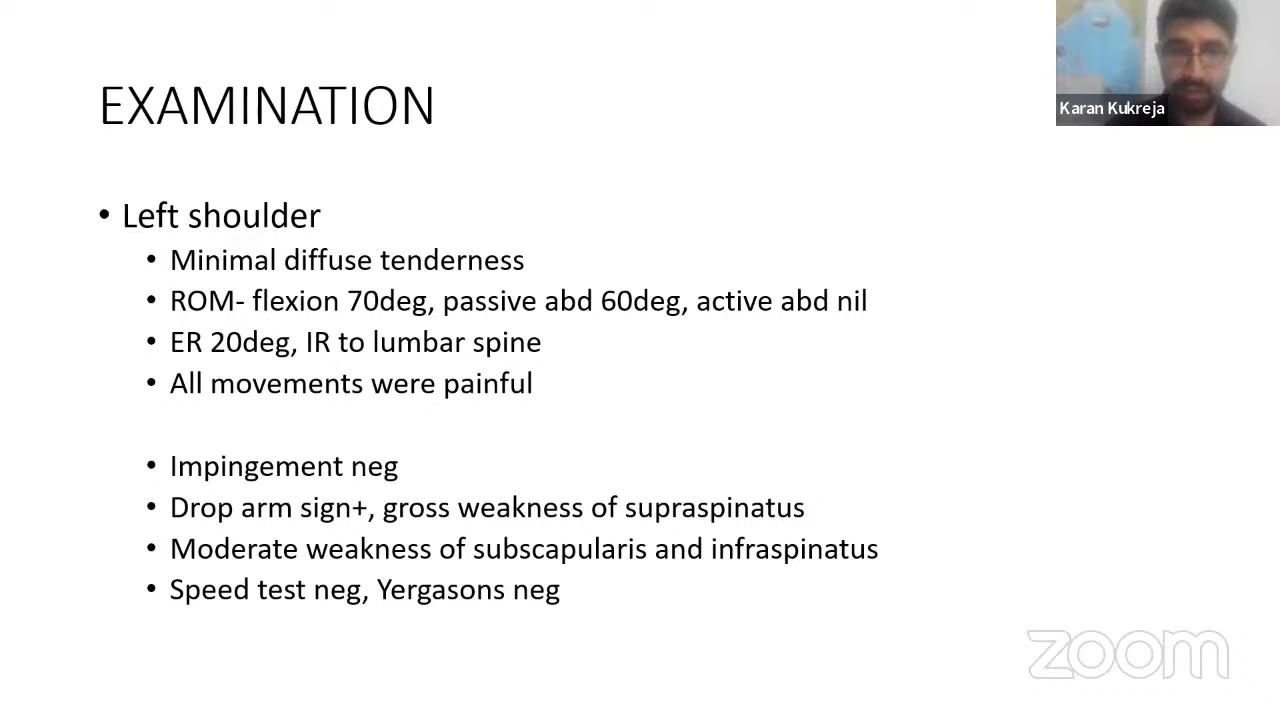 Karan Kukreja
EXAMINATION
• Left shoulder
• Minimal diffuse tenderness
• ROM- flexion 70deg, passive abd 60deg, active abd nil
• ER 20deg, IR to lumbar spine
• All movements were painful
• Impingement neg
• Drop arm sign+, gross weakness of supraspinatus
• Moderate weakness of subscapularis and infraspinatus
• Speed test neg, Yergasons neg
zoom